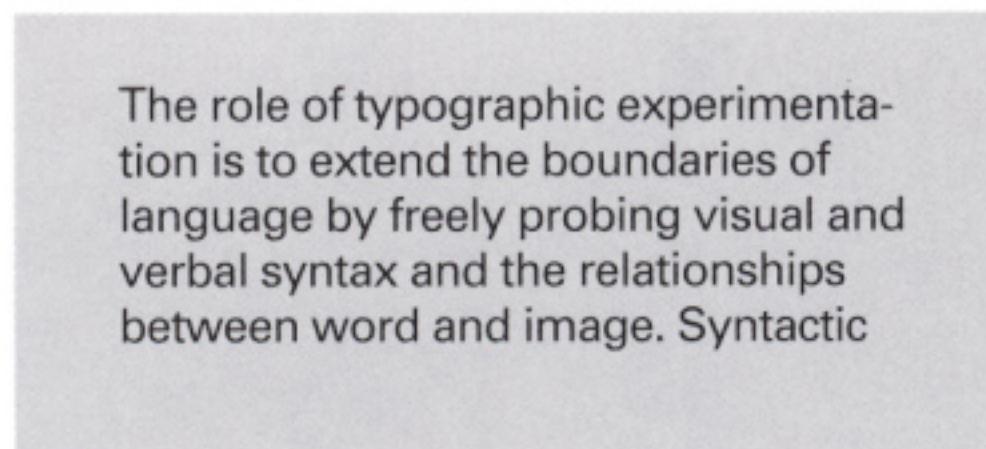 The role of typographic experimenta-
tion is to extend the boundaries of
language by freely probing visual and
verbal syntax and the relationships
between word and image. Syntactic